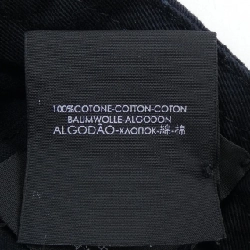 100%COTONE-COTTON-COTON
BAUMWOLLE-ALGODON
ALGODÃO-ХЛОПОК-綿-棉